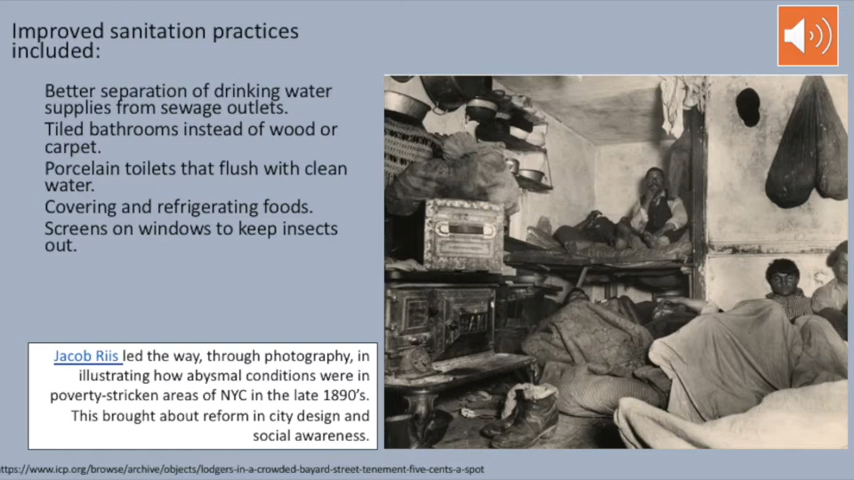 Improved sanitation practices
included:
Better separation of drinking water
supplies from sewage outlets.
Tiled bathrooms instead of wood or
carpet.
Porcelain toilets that flush with clean
water.
Covering and refrigerating foods.
Screens on windows to keep insects
out.
Jacob Riis led the way, through photography, in
illustrating how abysmal conditions were in
poverty-stricken areas of NYC in the late 1890’s.
This brought about reform in city design and
social awareness.
ttps://www.icp.org/browse/archive/objects/lodgers-in-a-crowded-bayard-street-tenement-five-cents-a-spot